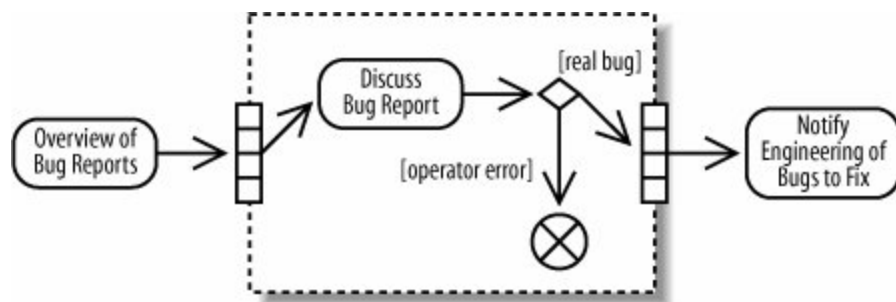 Overview of
Bug Reports
Discuss
Bug Report
[real bug]
[operator error]
Notify
Engineering of
Bugs to Fix